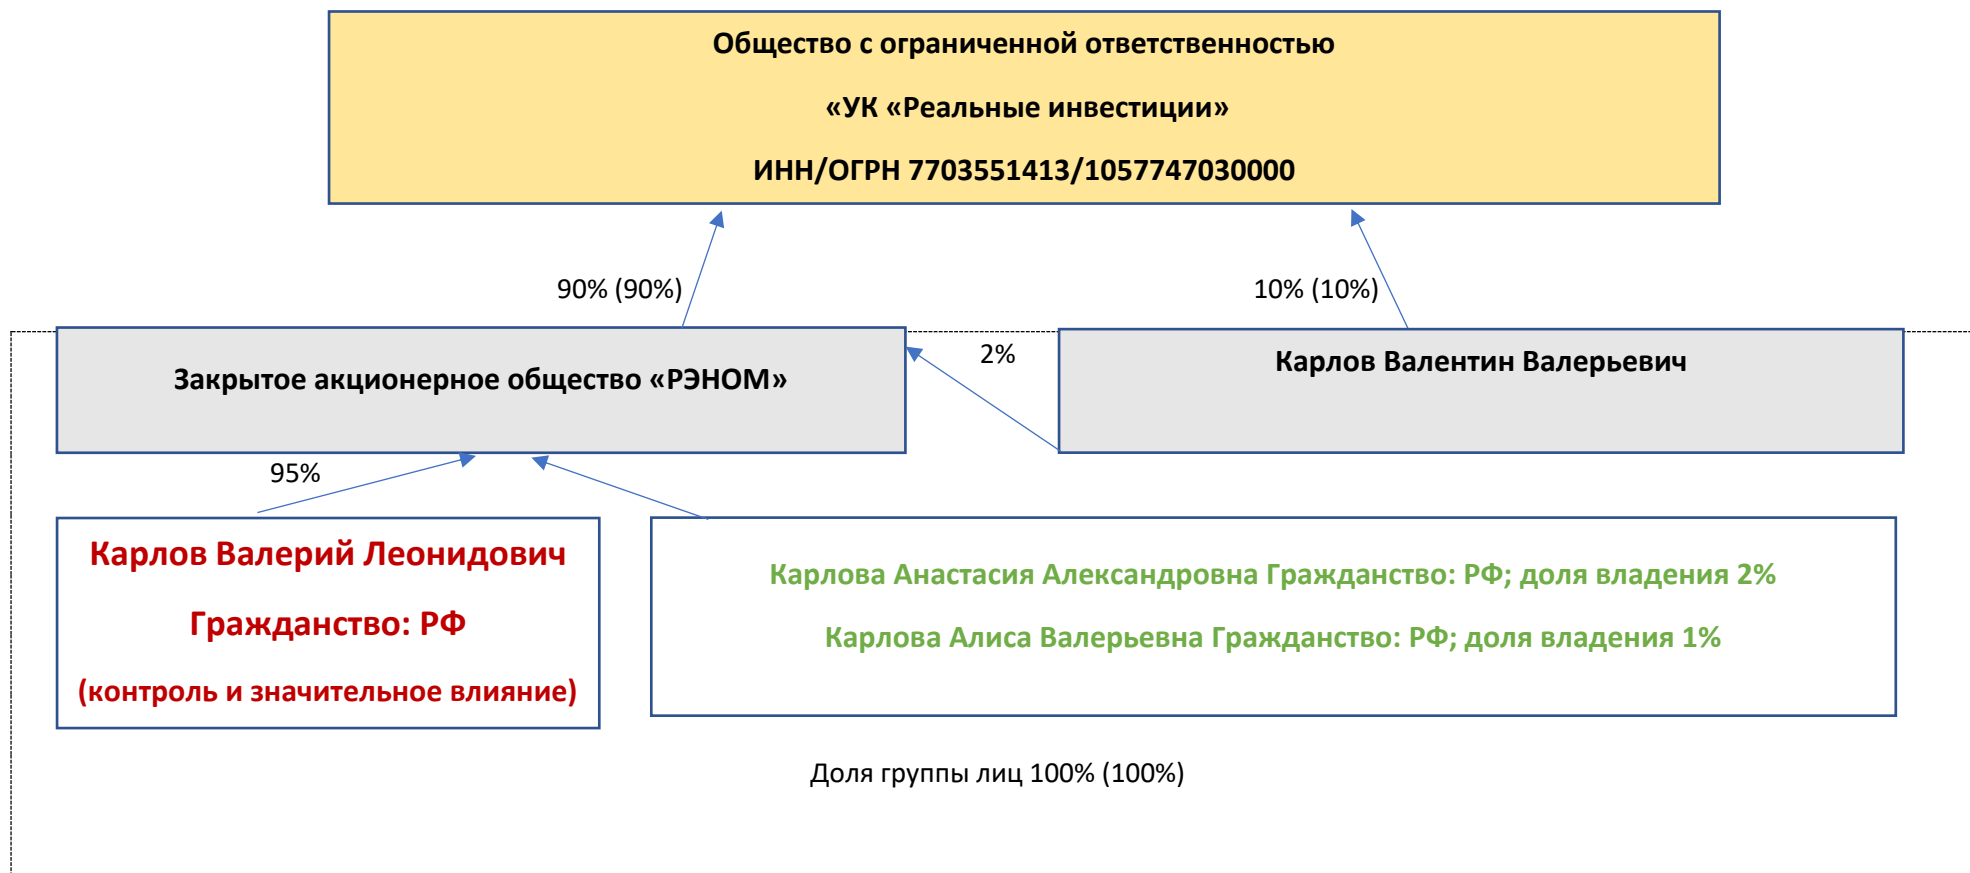 Общество с ограниченной ответственностью
«УК «Реальные инвестиции»
ИНН/ОГРН 7703551413/1057747030000
90% (90%)
10% (10%)
Закрытое акционерное общество «РЭНОМ»
2%
Карлов Валентин Валерьевич
95%
Карлов Валерий Леонидович
Гражданство: РФ
(контроль и значительное влияние)
Карлова Анастасия Александровна Гражданство: РФ; доля владения 2%
Карлова Алиса Валерьевна Гражданство: РФ; доля владения 1%
Доля группы лиц 100% (100%)